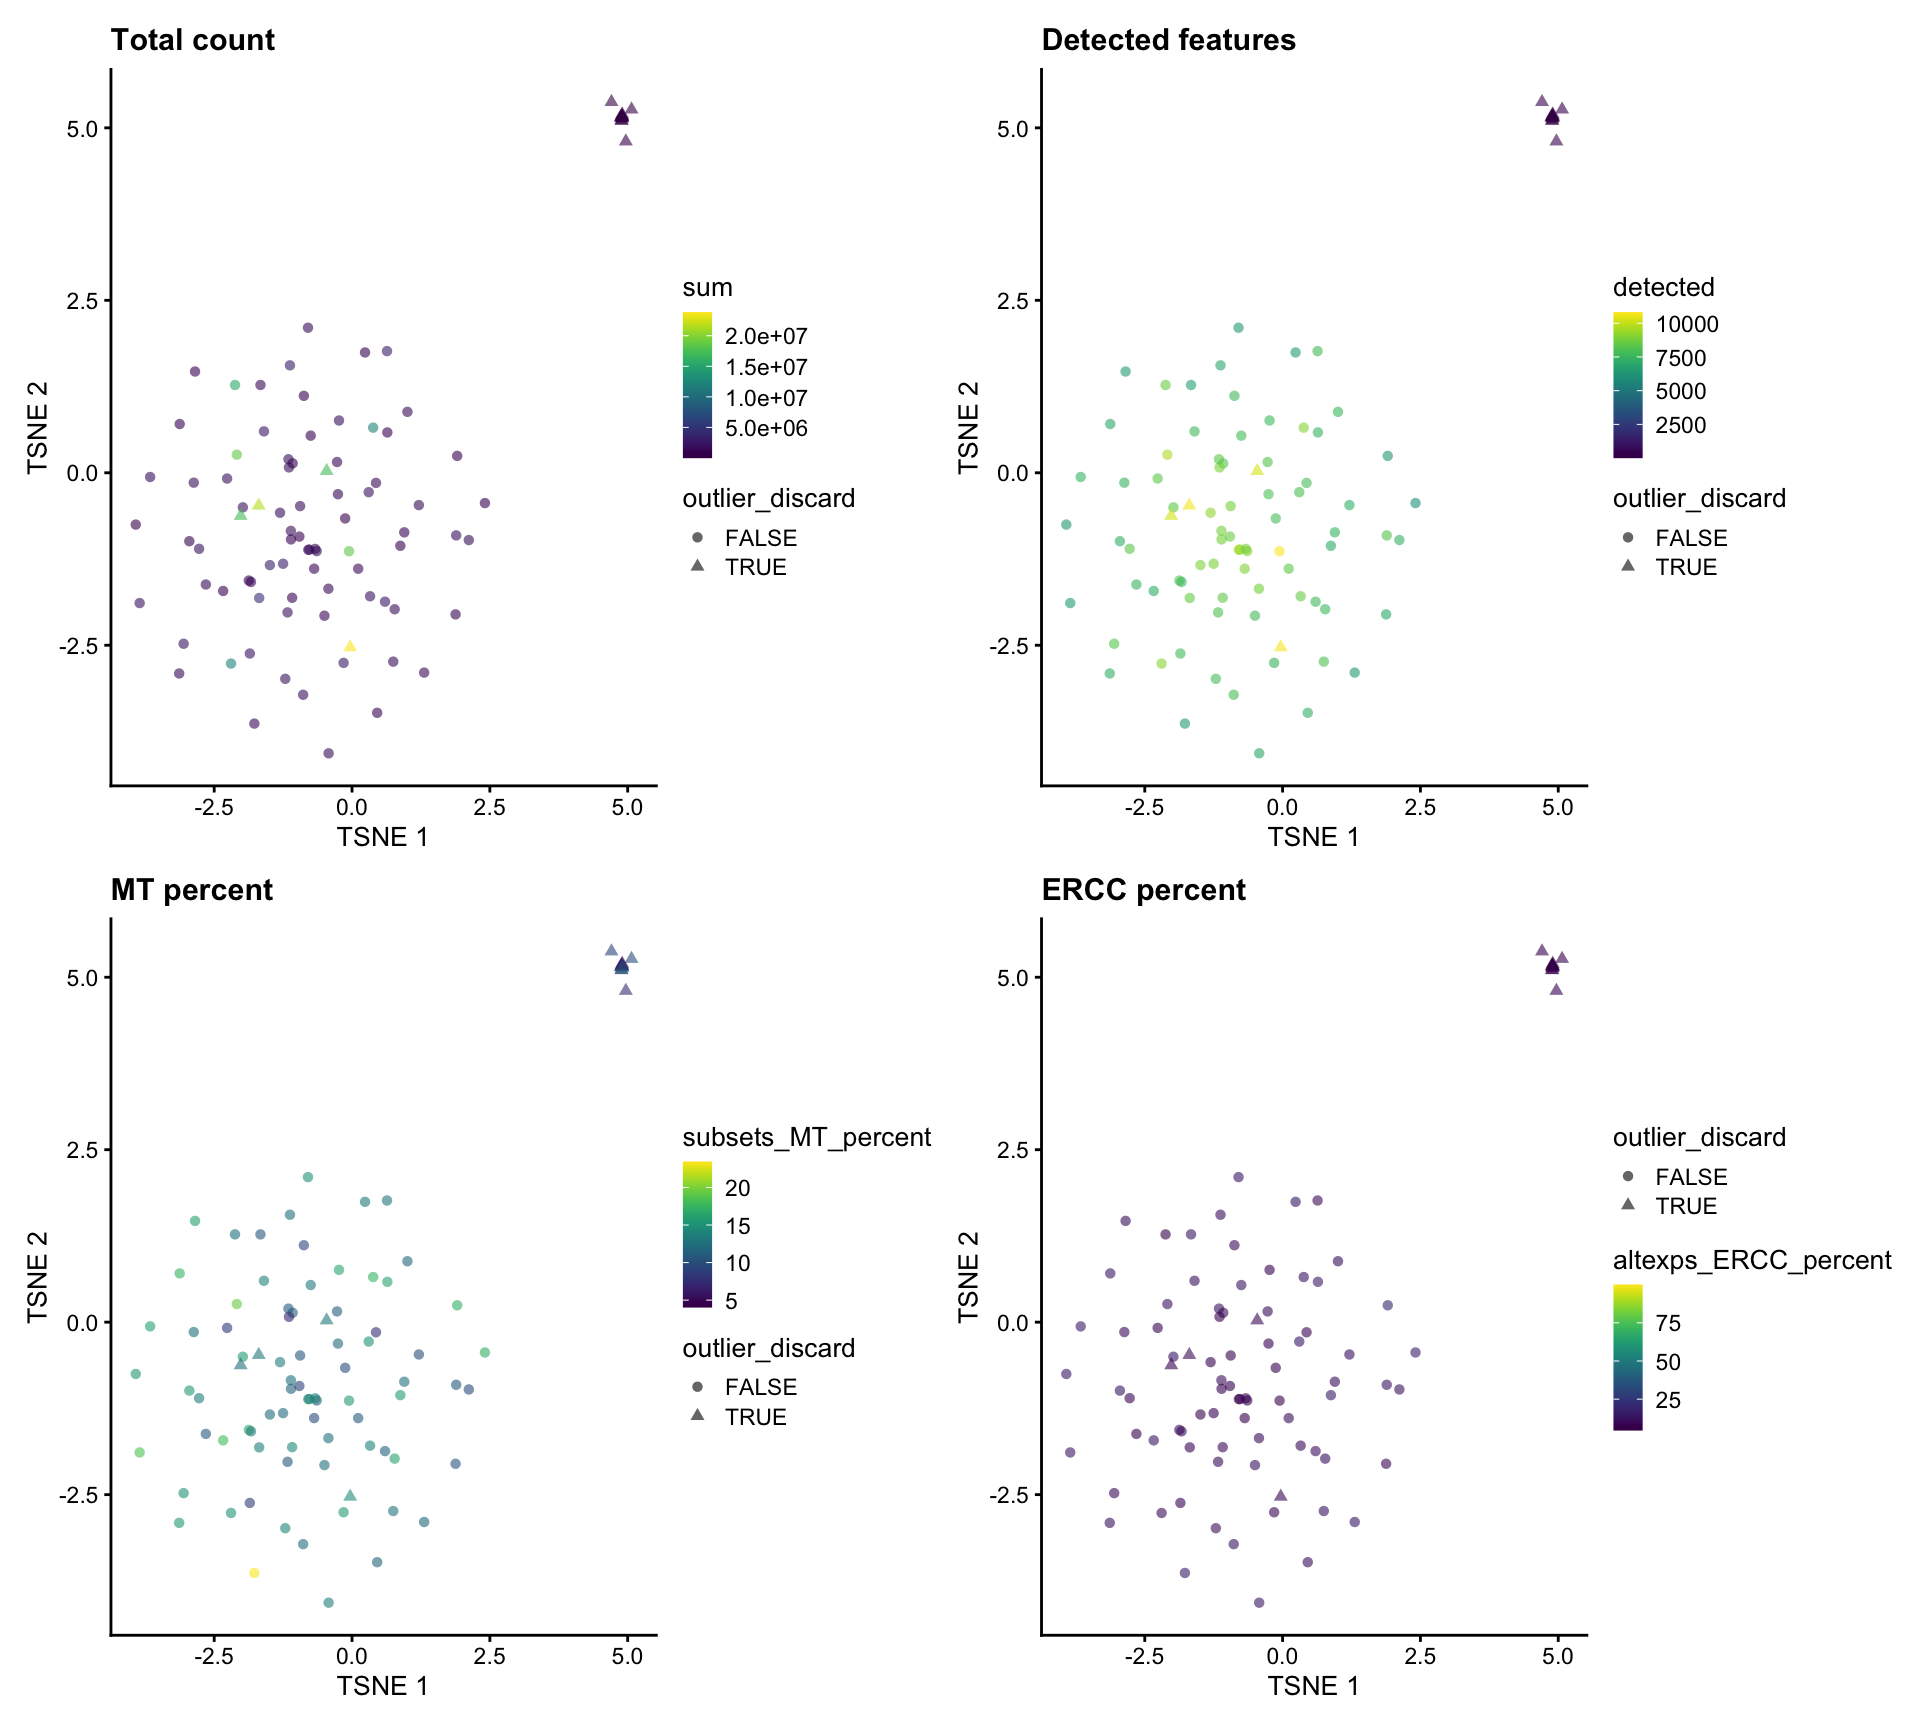 Total count
5.0
2.5
0.0
-2.5
TSNE 2
-2.5 0.0 2.5 5.0
TSNE 1
sum
2.0e+07
1.5e+07
1.0e+07
5.0e+06
outlier_discard
FALSE
TRUE
Detected features
5.0
2.5
0.0
-2.5
TSNE 2
-2.5 0.0 2.5 5.0
TSNE 1
detected
10000
7500
5000
2500
outlier_discard
FALSE
TRUE
MT percent
5.0
2.5
0.0
-2.5
TSNE 2
-2.5 0.0 2.5 5.0
TSNE 1
subsets_MT_percent
20
15
10
5
outlier_discard
FALSE
TRUE
ERCC percent
5.0
2.5
0.0
-2.5
TSNE 2
-2.5 0.0 2.5 5.0
TSNE 1
outlier_discard
FALSE
TRUE
altexps_ERCC_percent
75
50
25